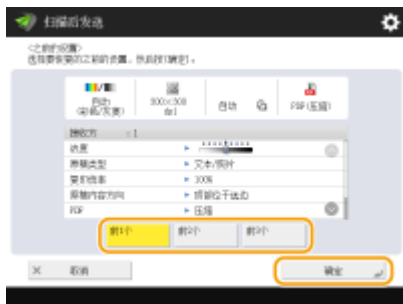 扫描后发送
<之前的设置>
选择要恢复的之前的设置，然后按[确定]。
自动
(彩色/灰度)
300×300
dpi
自动
PDF (压缩)
接收方 :1
浓度
原稿类型 ▶ 文本/照片
复印倍率 ▶ 100%
原稿内容方向 ▶ 顶部位于远边
PDF ▶ 压缩
前1个 前2个 前3个
× 取消 确定